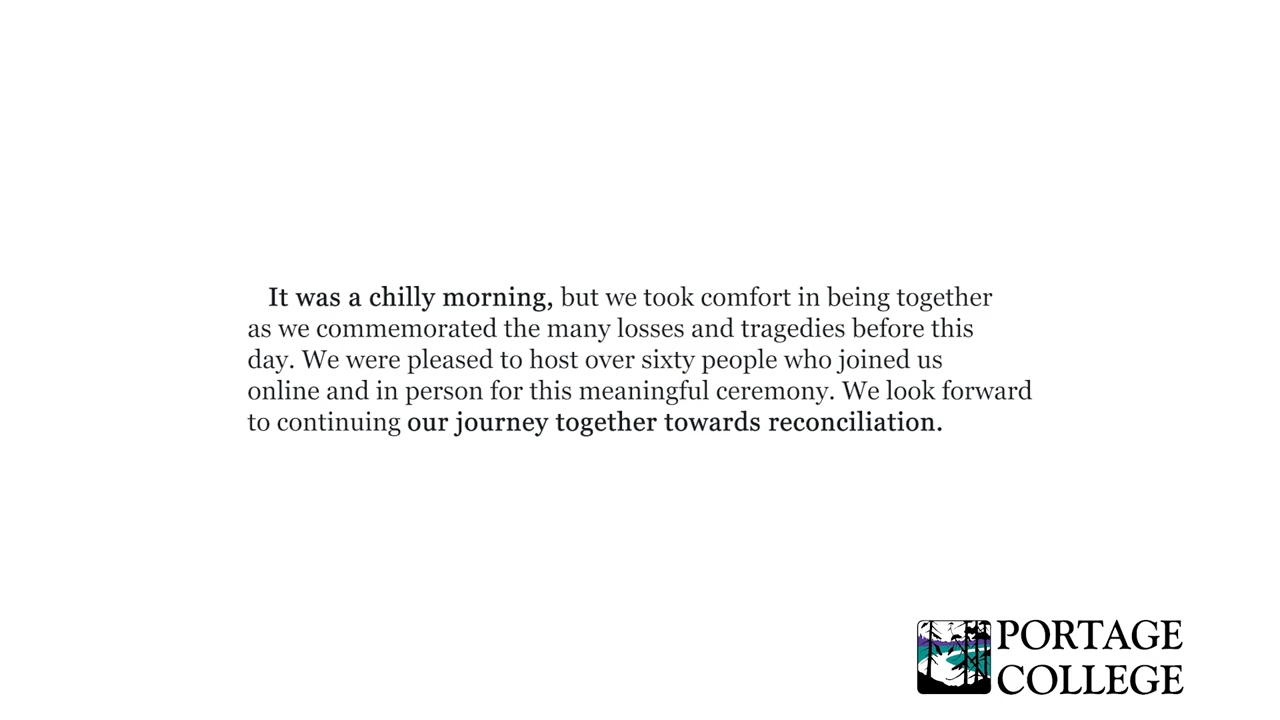 It was a chilly morning, but we took comfort in being together
as we commemorated the many losses and tragedies before this
day. We were pleased to host over sixty people who joined us
online and in person for this meaningful ceremony. We look forward
to continuing our journey together towards reconciliation.
PORTAGE
COLLEGE